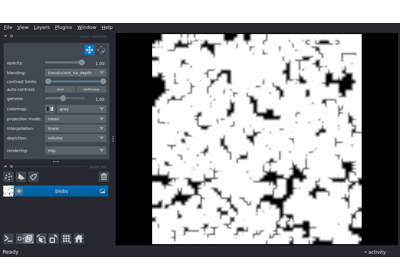 File View Layers Plugins Window Help
opacity: 1.00
blending: translucent_no_depth
contrast limits:
auto-contrast: once continuous
gamma: 1.00
colormap: gray
projection mode: mean
interpolation: linear
depiction: volume
rendering: mip
blobs
Ready activity